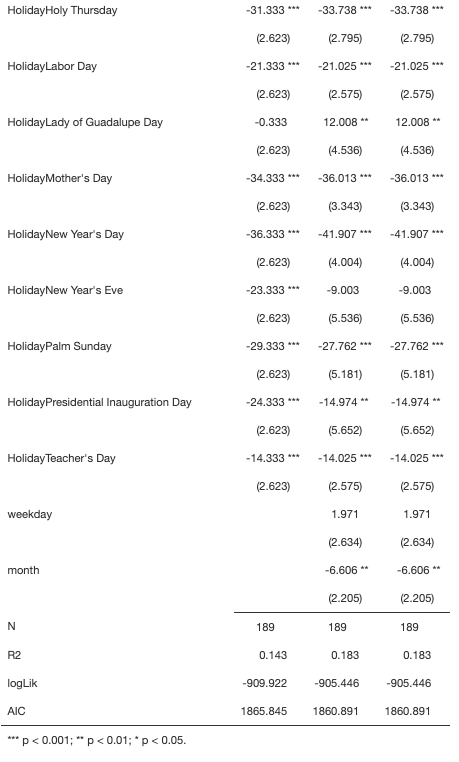 HolidayHoly Thursday -31.333 *** -33.738 *** -33.738 ***
(2.623) (2.795) (2.795)
HolidayLabor Day -21.333 *** -21.025 *** -21.025 ***
(2.623) (2.575) (2.575)
HolidayLady of Guadalupe Day -0.333 12.008 ** 12.008 **
(2.623) (4.536) (4.536)
HolidayMother's Day -34.333 *** -36.013 *** -36.013 ***
(2.623) (3.343) (3.343)
HolidayNew Year's Day -36.333 *** -41.907 *** -41.907 ***
(2.623) (4.004) (4.004)
HolidayNew Year's Eve -23.333 *** -9.003 -9.003
(2.623) (5.536) (5.536)
HolidayPalm Sunday -29.333 *** -27.762 *** -27.762 ***
(2.623) (5.181) (5.181)
HolidayPresidential Inauguration Day -24.333 *** -14.974 ** -14.974 **
(2.623) (5.652) (5.652)
HolidayTeacher's Day -14.333 *** -14.025 *** -14.025 ***
(2.623) (2.575) (2.575)
weekday 1.971 1.971
(2.634) (2.634)
month -6.606 ** -6.606 **
(2.205) (2.205)
N 189 189 189
R2 0.143 0.183 0.183
logLik -909.922 -905.446 -905.446
AIC 1865.845 1860.891 1860.891
*** p < 0.001; ** p < 0.01; * p < 0.05.